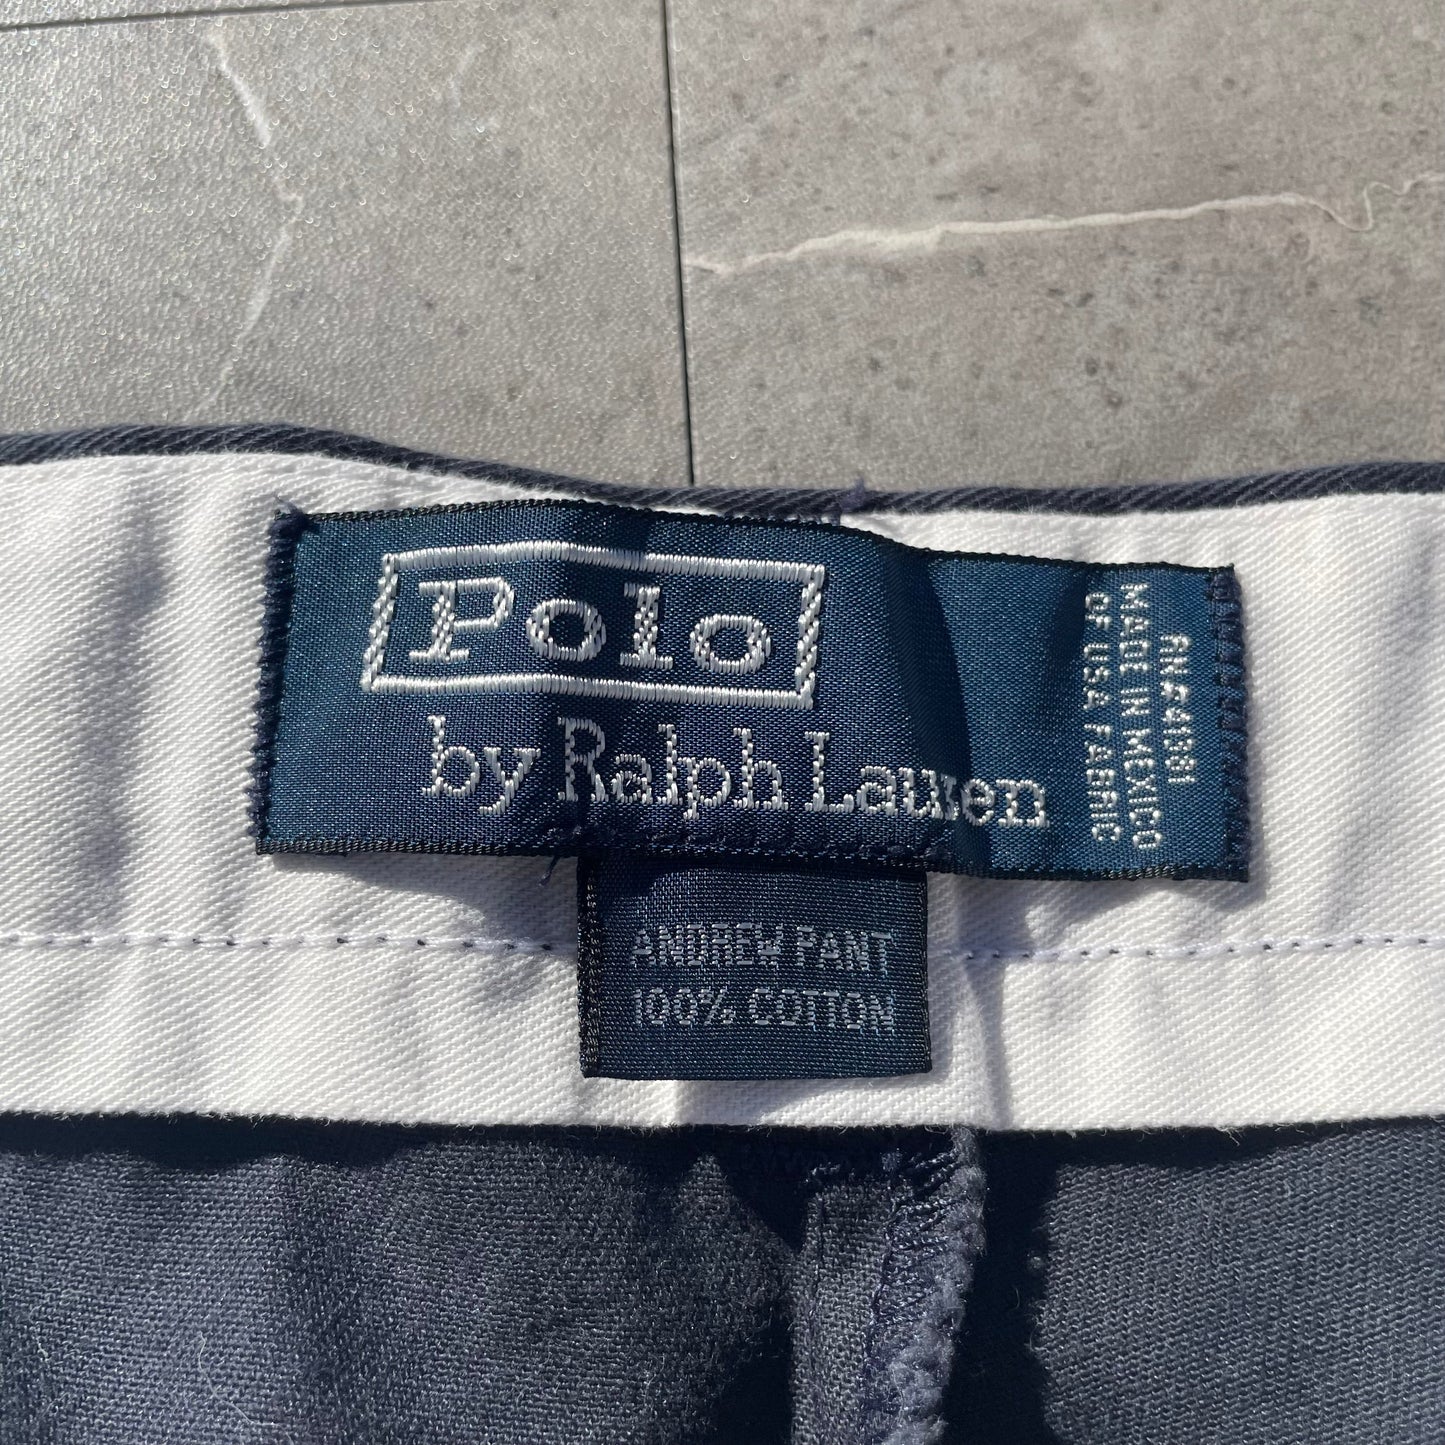 Polo
by Ralph Lauren
RN#41381
MADE IN MEXICO
OF USA FABRIC
ANDREW PANT
100% COTTON